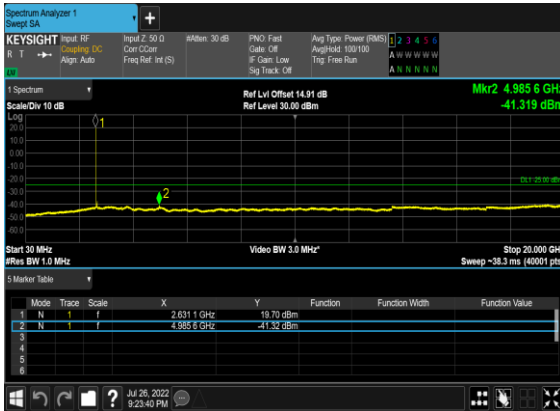 Spectrum Analyzer 1
Swept SA
KEYSIGHT Input: RF Input Z: 50 Ω #Atten: 30 dB PNO: Fast Avg Type: Power (RMS) 1 2 3 4 5 6
R T Coupling: DC Corr CCorr Gate: Off Avg|Hold: 100/100 A W W W W W
Align: Auto Freq Ref: Int (S) IF Gain: Low Trig: Free Run
Sig Track: Off A N N N N N
1 Spectrum Ref Lvl Offset 14.91 dB Mkr2 4.985 6 GHz
Scale/Div 10 dB Ref Level 30.00 dBm -41.319 dBm
Log
20.0
10.0
0.00
-10.0
-20.0
-30.0
-40.0
-50.0
-60.0
1
2
DL1 -25.00 dBm
Start 30 MHz Video BW 3.0 MHz* Stop 20.000 GHz
#Res BW 1.0 MHz Sweep ~38.3 ms (40001 pts)
5 Marker Table
Mode Trace Scale X Y Function Function Width Function Value
1 N 1 f 2.631 1 GHz 19.70 dBm
2 N 1 f 4.985 6 GHz -41.32 dBm
3
4
5
6
Jul 26, 2022
9:23:40 PM